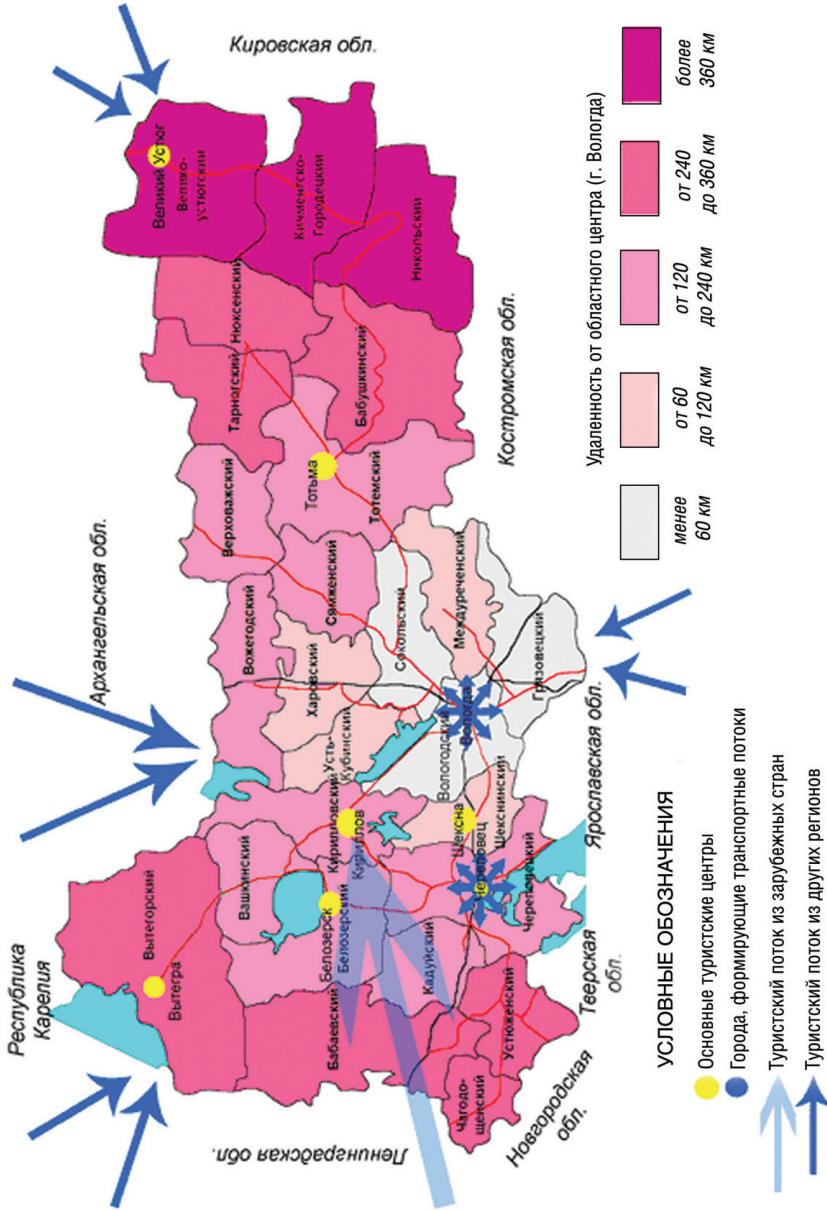 Республика
Карелия
Архангельская обл.
Кировская обл.
Ленинградская обл.
Новгородская
обл.
Тверская
обл.
Ярославская обл.
Костромская обл.
Вытегорский
Вытегра
Вашкинский
Бабаевский
Белозерск
Белозерский
Кирилловский
Кириллов
Кадуйский
Чагодо-
щенский
Устюженский
Череповец
Череповецкий
Шексна
Шекснинский
Вожегодский
Харовский
Усть-
Кубинский
Вологодский
Вологда
Сокольский
Грязовецкий
Междуреченский
Сямженский
Верховажский
Тотьма
Тотемский
Тарногский
Нюксенский
Бабушкинский
Великий Устюг
Велико-
устюгский
Кичменгско-
Городецкий
Никольский
УСЛОВНЫЕ ОБОЗНАЧЕНИЯ
Основные туристские центры
Города, формирующие транспортные потоки
Туристский поток из зарубежных стран
Туристский поток из других регионов
Удаленность от областного центра (г. Вологда)
менее
60 км
от 60
до 120 км
от 120
до 240 км
от 240
до 360 км
более
360 км